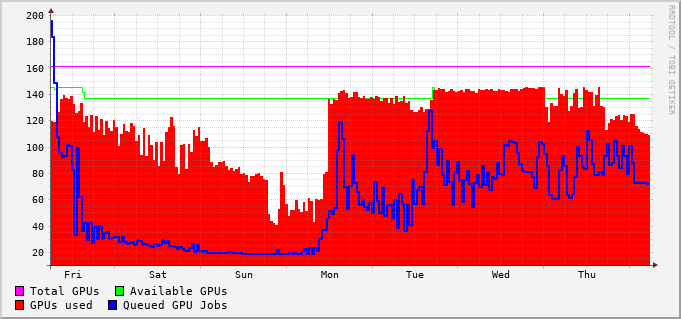 200
180
160
140
120
100
80
60
40
20
Fri Sat Sun Mon Tue Wed Thu
Total GPUs Available GPUs
GPUs used Queued GPU Jobs
RRDTOOL / TOBI OETIKER